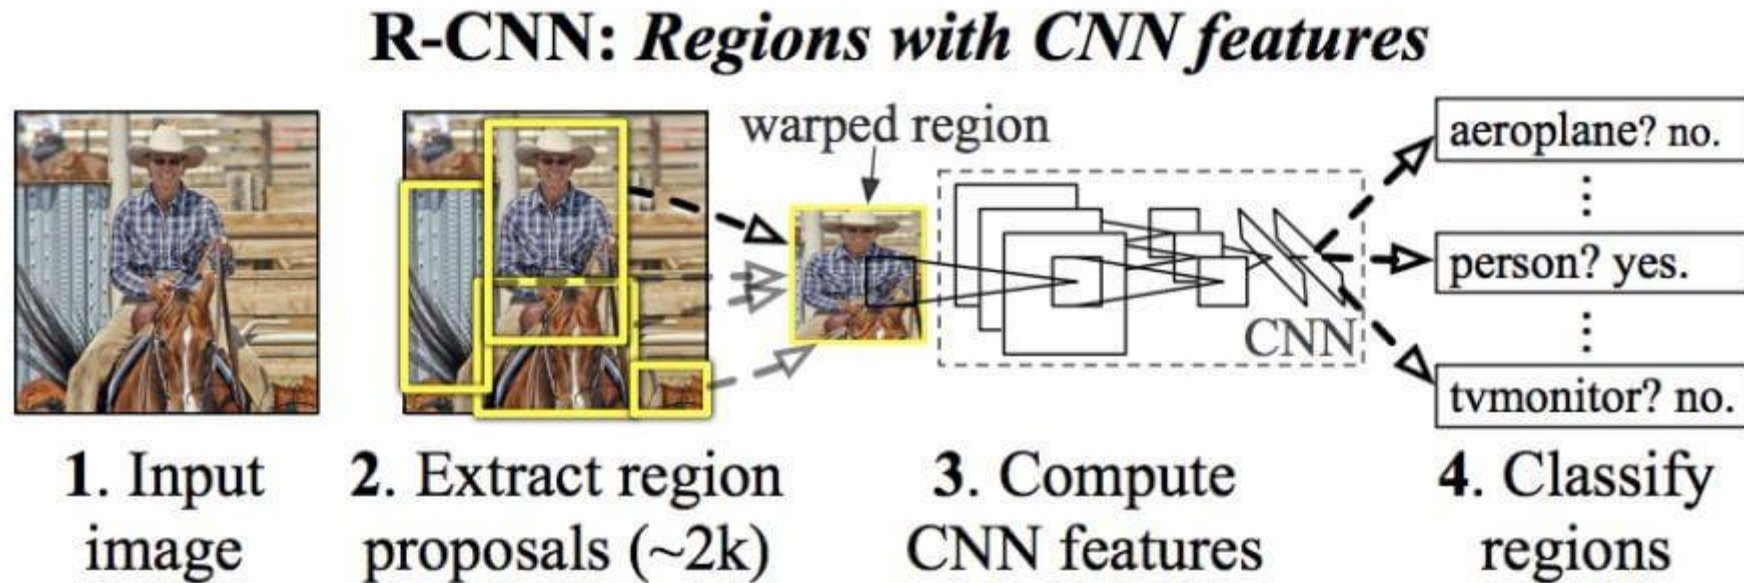 R-CNN: Regions with CNN features
warped region
aeroplane? no.
person? yes.
tvmonitor? no.
CNN
1. Input
image
2. Extract region
proposals (~2k)
3. Compute
CNN features
4. Classify
regions